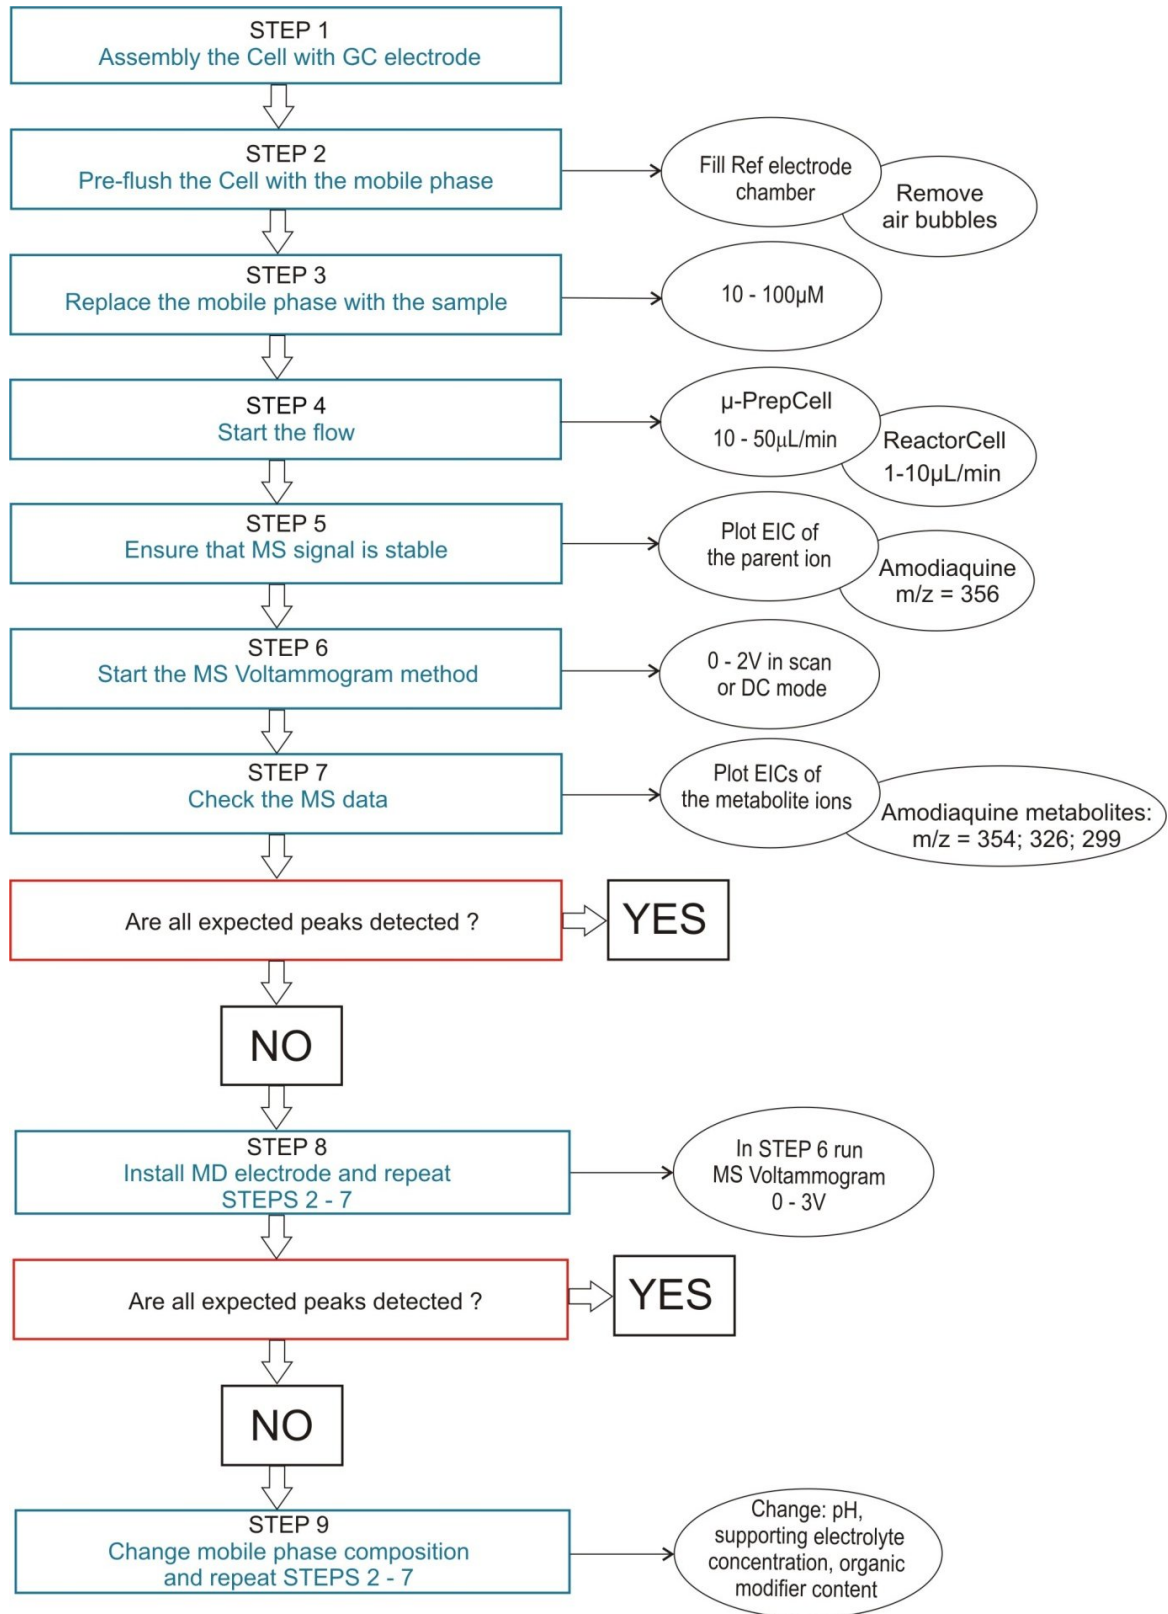 STEP 1
Assembly the Cell with GC electrode
STEP 2
Pre-flush the Cell with the mobile phase
Fill Ref electrode
chamber
Remove
air bubbles
STEP 3
Replace the mobile phase with the sample
10 - 100µM
STEP 4
Start the flow
µ-PrepCell
10 - 50µL/min
ReactorCell
1-10µL/min
STEP 5
Ensure that MS signal is stable
Plot EIC of
the parent ion
Amodiaquine
m/z = 356
STEP 6
Start the MS Voltammogram method
0 - 2V in scan
or DC mode
STEP 7
Check the MS data
Plot EICs of
the metabolite ions
Amodiaquine metabolites:
m/z = 354; 326; 299
Are all expected peaks detected ?
YES
NO
STEP 8
Install MD electrode and repeat
STEPS 2 - 7
In STEP 6 run
MS Voltammogram
0 - 3V
Are all expected peaks detected ?
YES
NO
STEP 9
Change mobile phase composition
and repeat STEPS 2 - 7
Change: pH,
supporting electrolyte
concentration, organic
modifier content